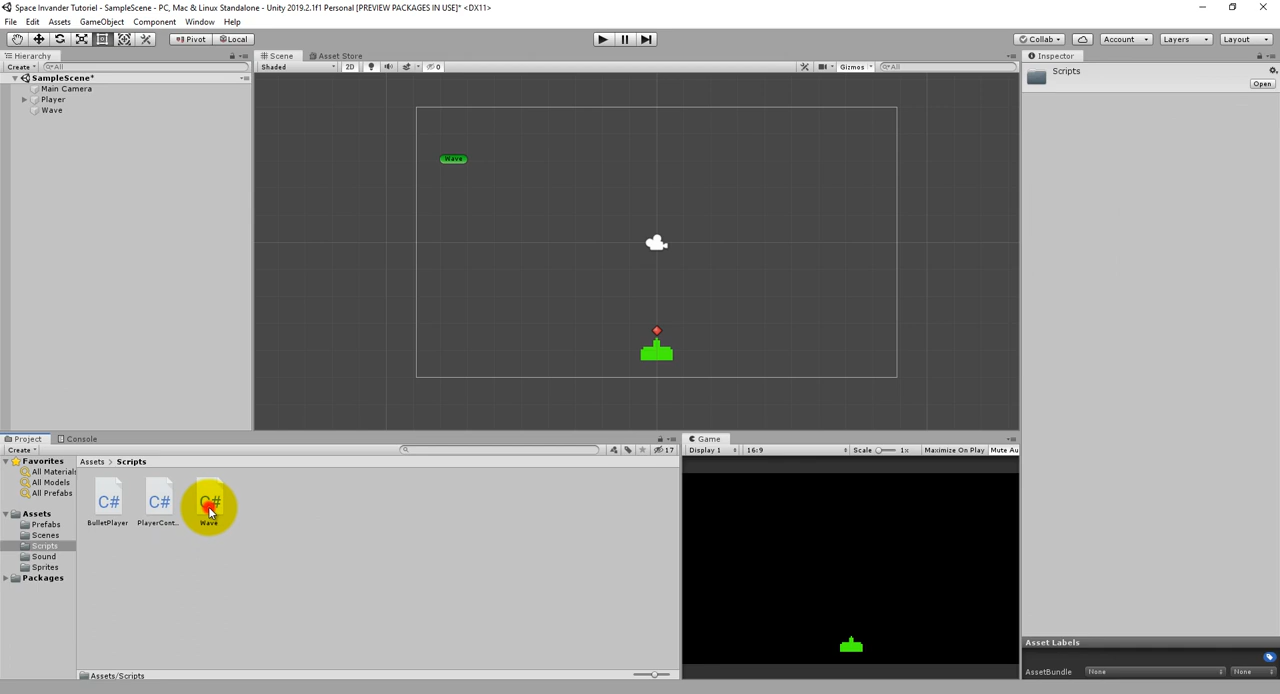 Space Invander Tutoriel - SampleScene - PC, Mac & Linux Standalone - Unity 2019.2.1f1 Personal [PREVIEW PACKAGES IN USE]* <DX11>
File Edit Assets GameObject Component Window Help
Pivot Local Collab Account Layers Layout
Hierarchy
Create All
SampleScene*
Main Camera
Player
Wave
Scene Asset Store
Shaded 2D 0 Gizmos All
Wave
Inspector
Scripts
Open
Project Console
Create 17
Favorites
All Materials
All Models
All Prefabs
Assets
Prefabs
Scenes
Scripts
Sound
Sprites
Packages
Assets > Scripts
C# C# C#
BulletPlayer PlayerCont... Wave
Assets/Scripts
Game
Display 1 16:9 Scale 1x Maximize On Play Mute Au
Asset Labels
AssetBundle None None